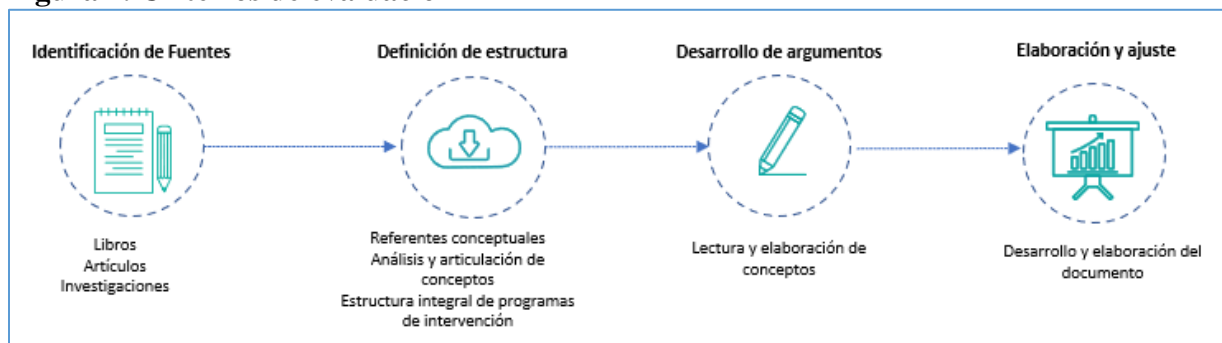 Identificación de Fuentes
Libros
Artículos
Investigaciones
Definición de estructura
Referentes conceptuales
Análisis y articulación de
conceptos
Estructura integral de programas
de intervención
Desarrollo de argumentos
Lectura y elaboración de
conceptos
Elaboración y ajuste
Desarrollo y elaboración del
documento